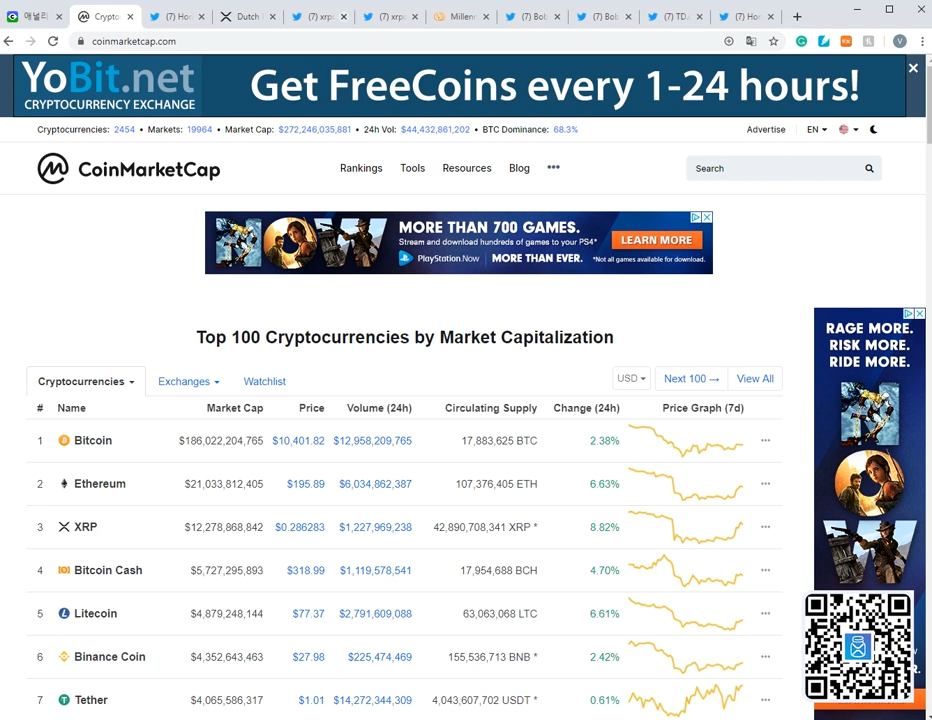 애널리
Crypto
(7) Hom
Dutch
(7) xrpc
(7) xrpc
Millenn
(7) Bob
(7) Bob
(7) TD
(7) Hom
coinmarketcap.com
V
YoBit.net
CRYPTOCURRENCY EXCHANGE
Get FreeCoins every 1-24 hours!
Cryptocurrencies: 2454 • Markets: 19964 • Market Cap: $272,246,035,881 • 24h Vol: $44,432,861,202 • BTC Dominance: 68.3%
Advertise EN
CoinMarketCap
Rankings Tools Resources Blog •••
Search
MORE THAN 700 GAMES.
Stream and download hundreds of games to your PS4*
PlayStation Now MORE THAN EVER.
LEARN MORE
*Not all games available for download.
Top 100 Cryptocurrencies by Market Capitalization
Cryptocurrencies Exchanges Watchlist
USD Next 100 → View All
# Name Market Cap Price Volume (24h) Circulating Supply Change (24h) Price Graph (7d)
1 Bitcoin $186,022,204,765 $10,401.82 $12,958,209,765 17,883,625 BTC 2.38%
2 Ethereum $21,033,812,405 $195.89 $6,034,862,387 107,376,405 ETH 6.63%
3 XRP $12,278,868,842 $0.286283 $1,227,969,238 42,890,708,341 XRP * 8.82%
4 Bitcoin Cash $5,727,295,893 $318.99 $1,119,578,541 17,954,688 BCH 4.70%
5 Litecoin $4,879,248,144 $77.37 $2,791,609,088 63,063,068 LTC 6.61%
6 Binance Coin $4,352,643,463 $27.98 $225,474,469 155,536,713 BNB * 2.42%
7 Tether $4,065,586,317 $1.01 $14,272,344,309 4,043,607,702 USDT * 0.61%
RAGE MORE.
RISK MORE.
RIDE MORE.